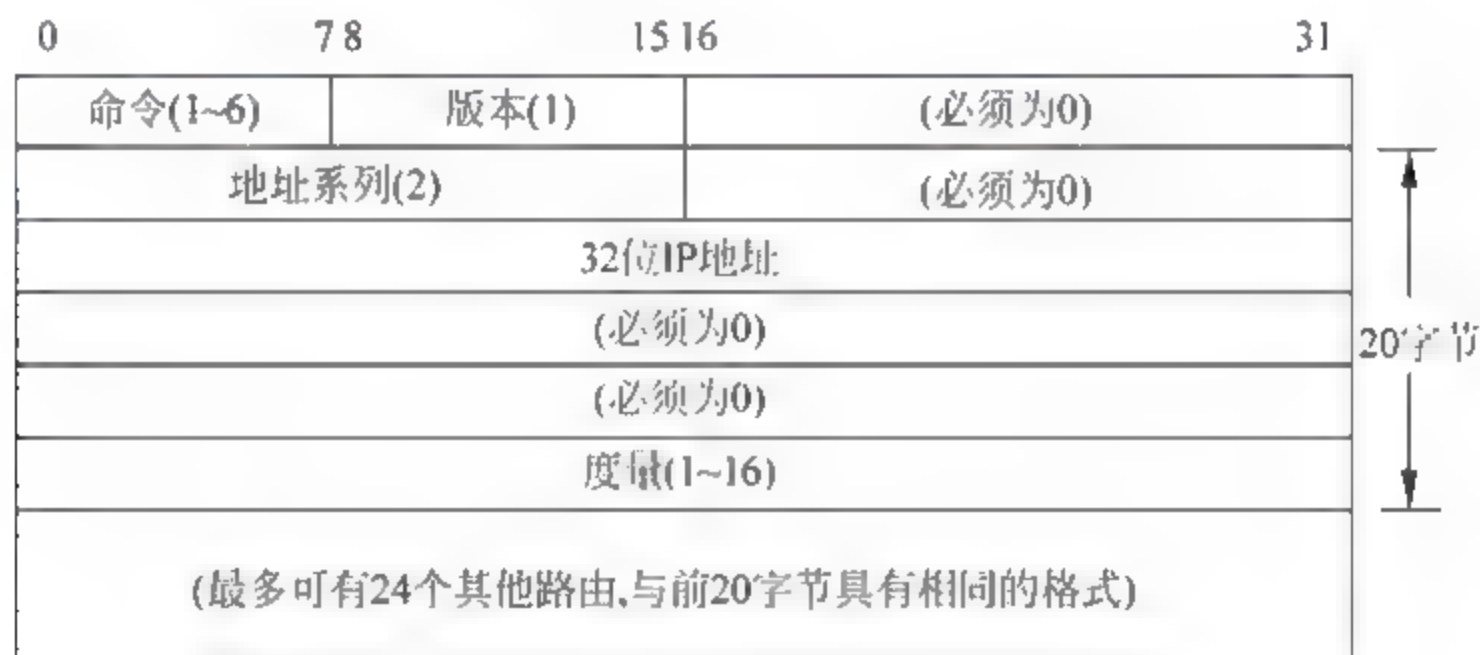 0 7 8 15 16 31
命令(1~6) 版本(1) (必须为0)
地址系列(2) (必须为0)
32位IP地址
(必须为0)
20字节
(必须为0)
度量(1~16)
(最多可有24个其他路由,与前20字节具有相同的格式)